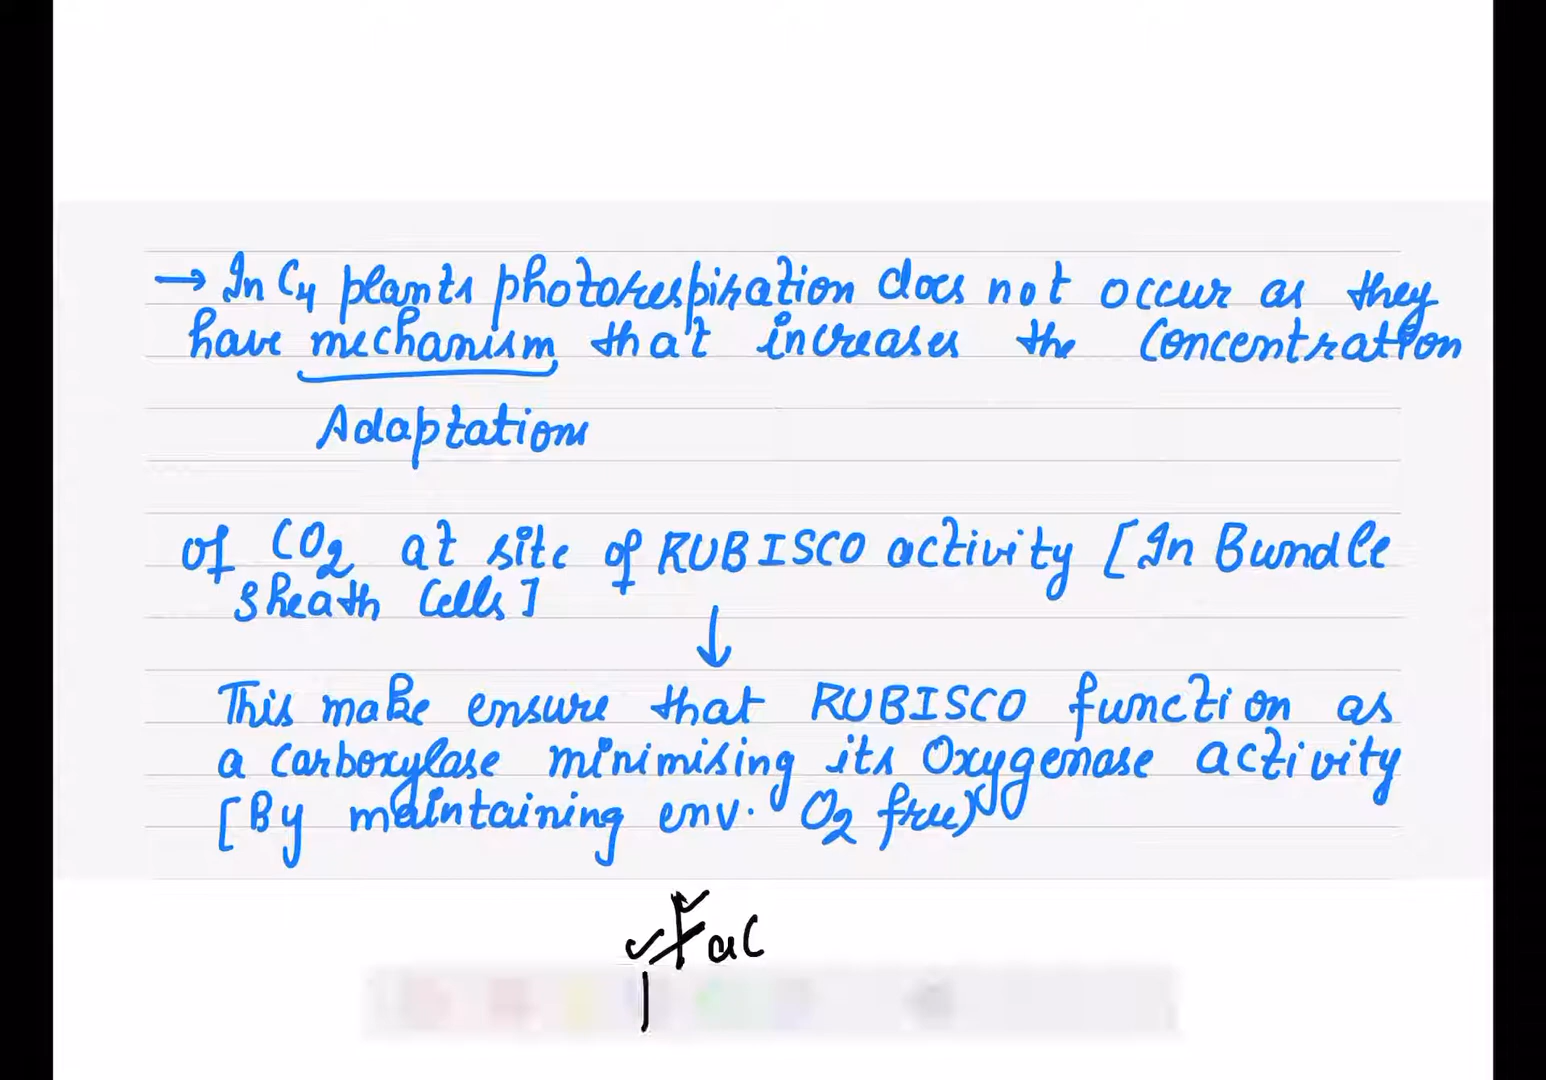 → In C4 plants photorespiration does not occur as they
have mechanism that increases the concentration
Adaptations
of CO2 at site of RUBISCO activity [In Bundle
Sheath Cells]
↓
This make ensure that RUBISCO function as
a carboxylase minimising its Oxygenase activity
[By maintaining env. O2 free)